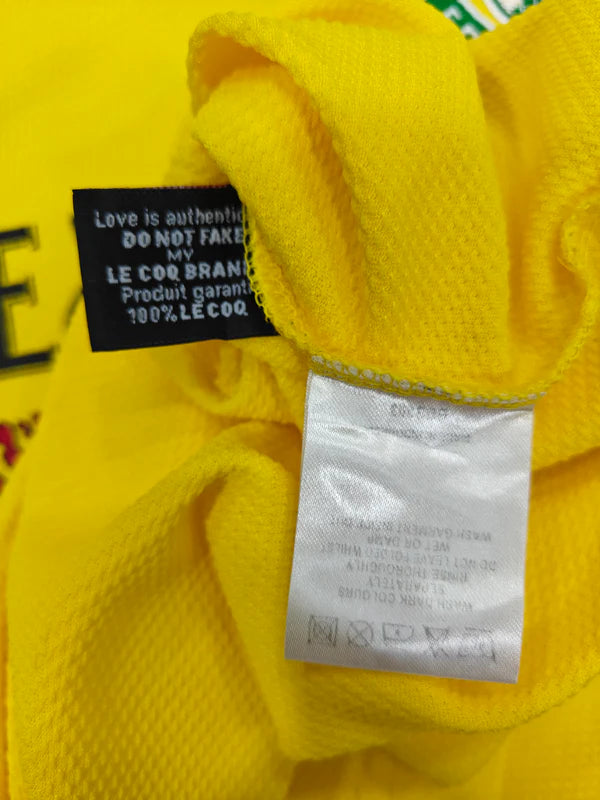 Love is authentic
DO NOT FAKE
MY
LE COQ BRAN
Produit garanti
100% LE COQ
WASH DARK COLOURS
SEPARATELY
RINSE THOROUGHLY
DO NOT LEAVE FOLDED WHILST
WET OR DAMP
WASH GARMENT INSIDE OUT